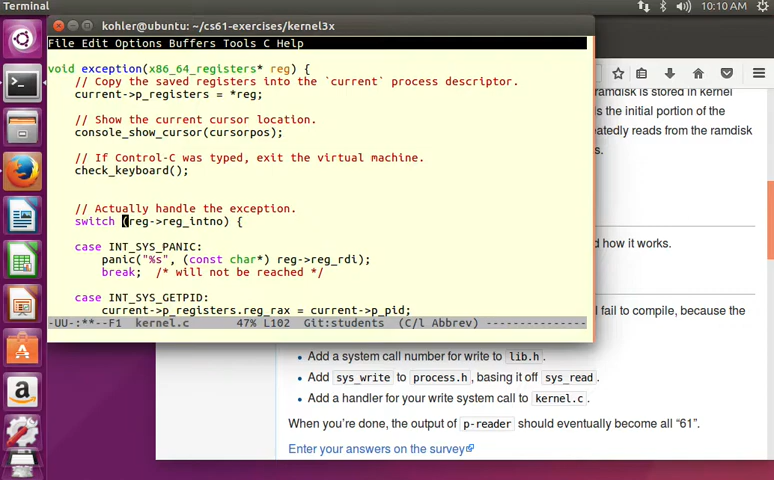 Terminal
10:10 AM
kohler@ubuntu: ~/cs61-exercises/kernel3x
File Edit Options Buffers Tools C Help
void exception(x86_64_registers* reg) {
// Copy the saved registers into the `current` process descriptor.
current->p_registers = *reg;
// Show the current cursor location.
console_show_cursor(cursorpos);
// If Control-C was typed, exit the virtual machine.
check_keyboard();
// Actually handle the exception.
switch (reg->reg_intno) {
case INT_SYS_PANIC:
panic("%s", (const char*) reg->reg_rdi);
break; /* will not be reached */
case INT_SYS_GETPID:
current->p_registers.reg_rax = current->p_pid;
-UU-:**--F1 kernel.c 47% L102 Git:students (C/l Abbrev) ---------------
ramdisk is stored in kernel
s the initial portion of the
eatedly reads from the ramdisk
s.
d how it works.
l fail to compile, because the
• Add a system call number for write to lib.h.
• Add sys_write to process.h, basing it off sys_read.
• Add a handler for your write system call to kernel.c.
When you're done, the output of p-reader should eventually become all "61".
Enter your answers on the survey